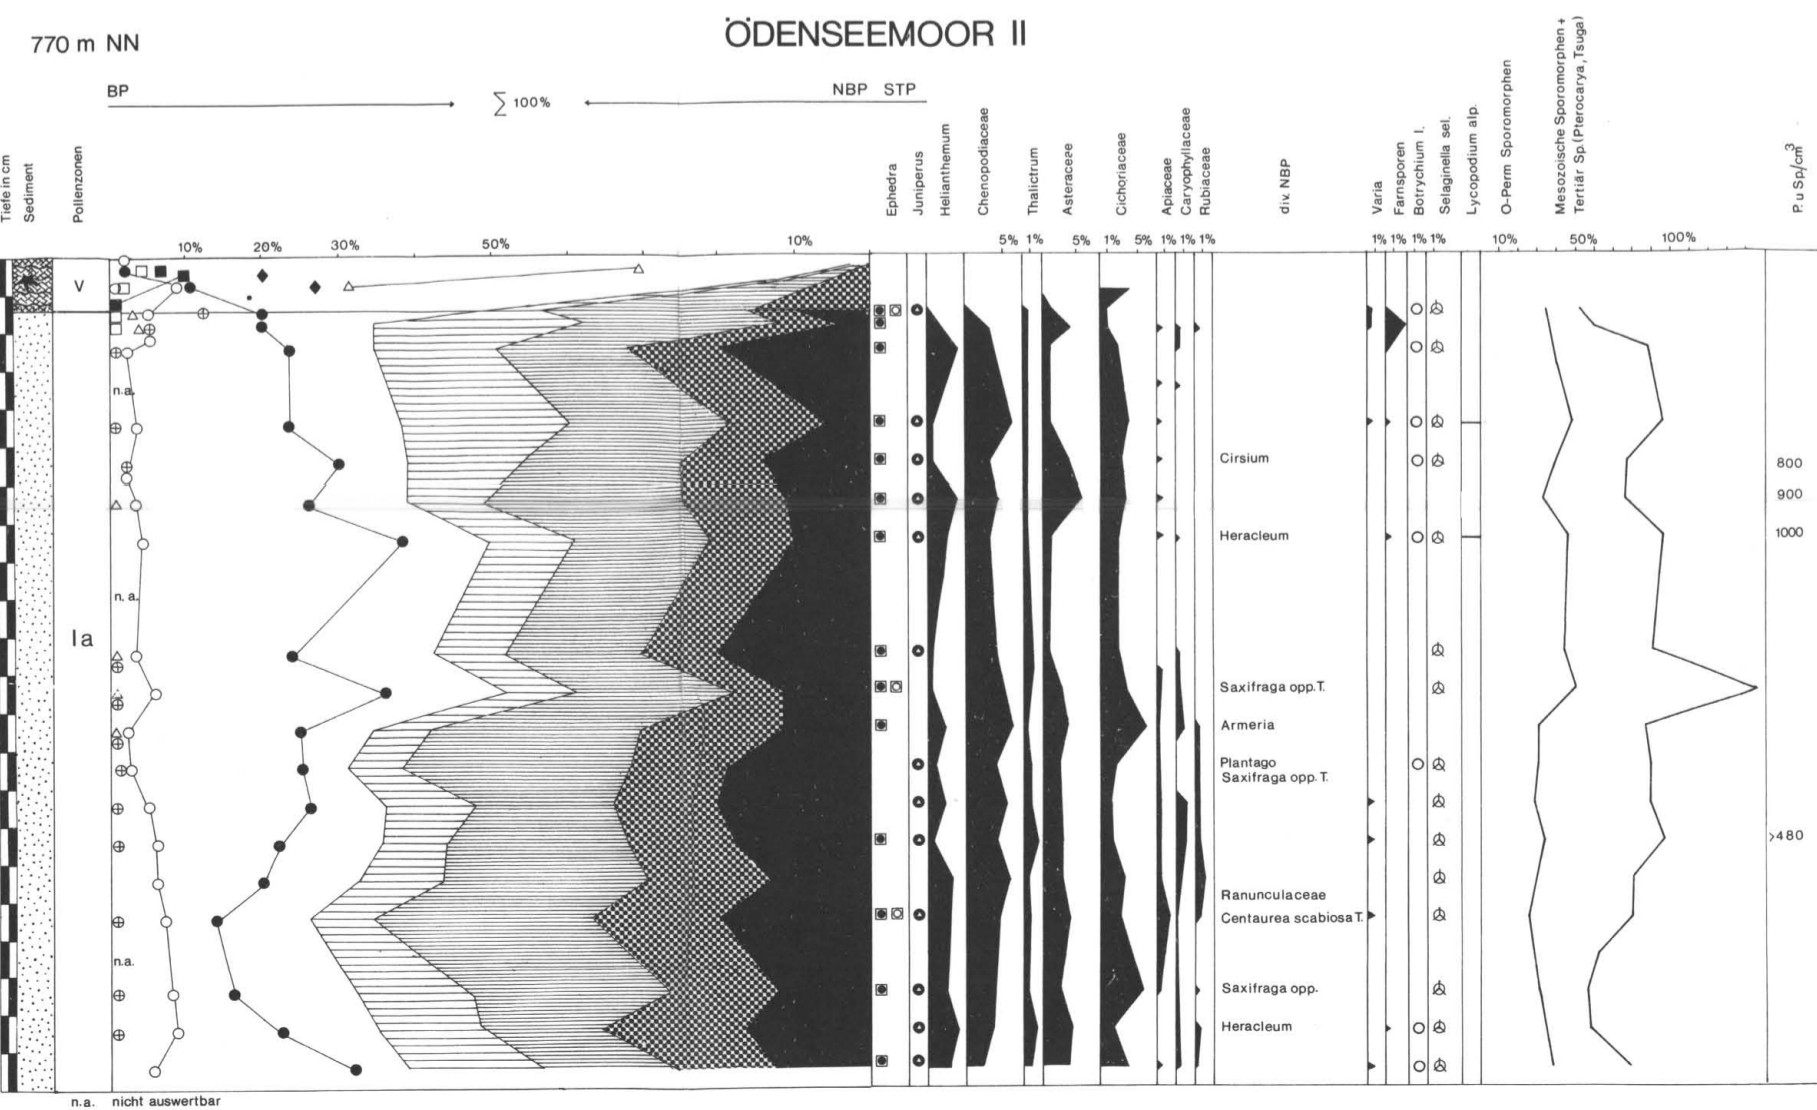 ÖDENSEEMOOR II
770 m NN
BP
∑ 100%
NBP STP
Tiefe in cm
Sediment
Pollenzonen
Ephedra
Juniperus
Helianthemum
Chenopodiaceae
Thalictrum
Asteraceae
Cichoriaceae
Apiaceae
Caryophyllaceae
Rubiaceae
div. NBP
Varia
Farnsporen
Botrychium l.
Selaginella sel.
Lycopodium alp.
O-Perm Sporomorphen
Mesozoische Sporomorphen +
Tertiär Sp.(Pterocarya, Tsuga)
P. u Sp/cm³
10% 20% 30% 50% 10% 5% 1% 5% 1% 5% 1% 1% 1% 1% 1% 1% 1% 10% 50% 100%
V
n.a.
Cirsium
800
900
Heracleum
1000
n. a.
Ia
Saxifraga opp. T.
Armeria
Plantago
Saxifraga opp. T.
>480
Ranunculaceae
Centaurea scabiosa T.
n.a.
Saxifraga opp.
Heracleum
n.a. nicht auswertbar